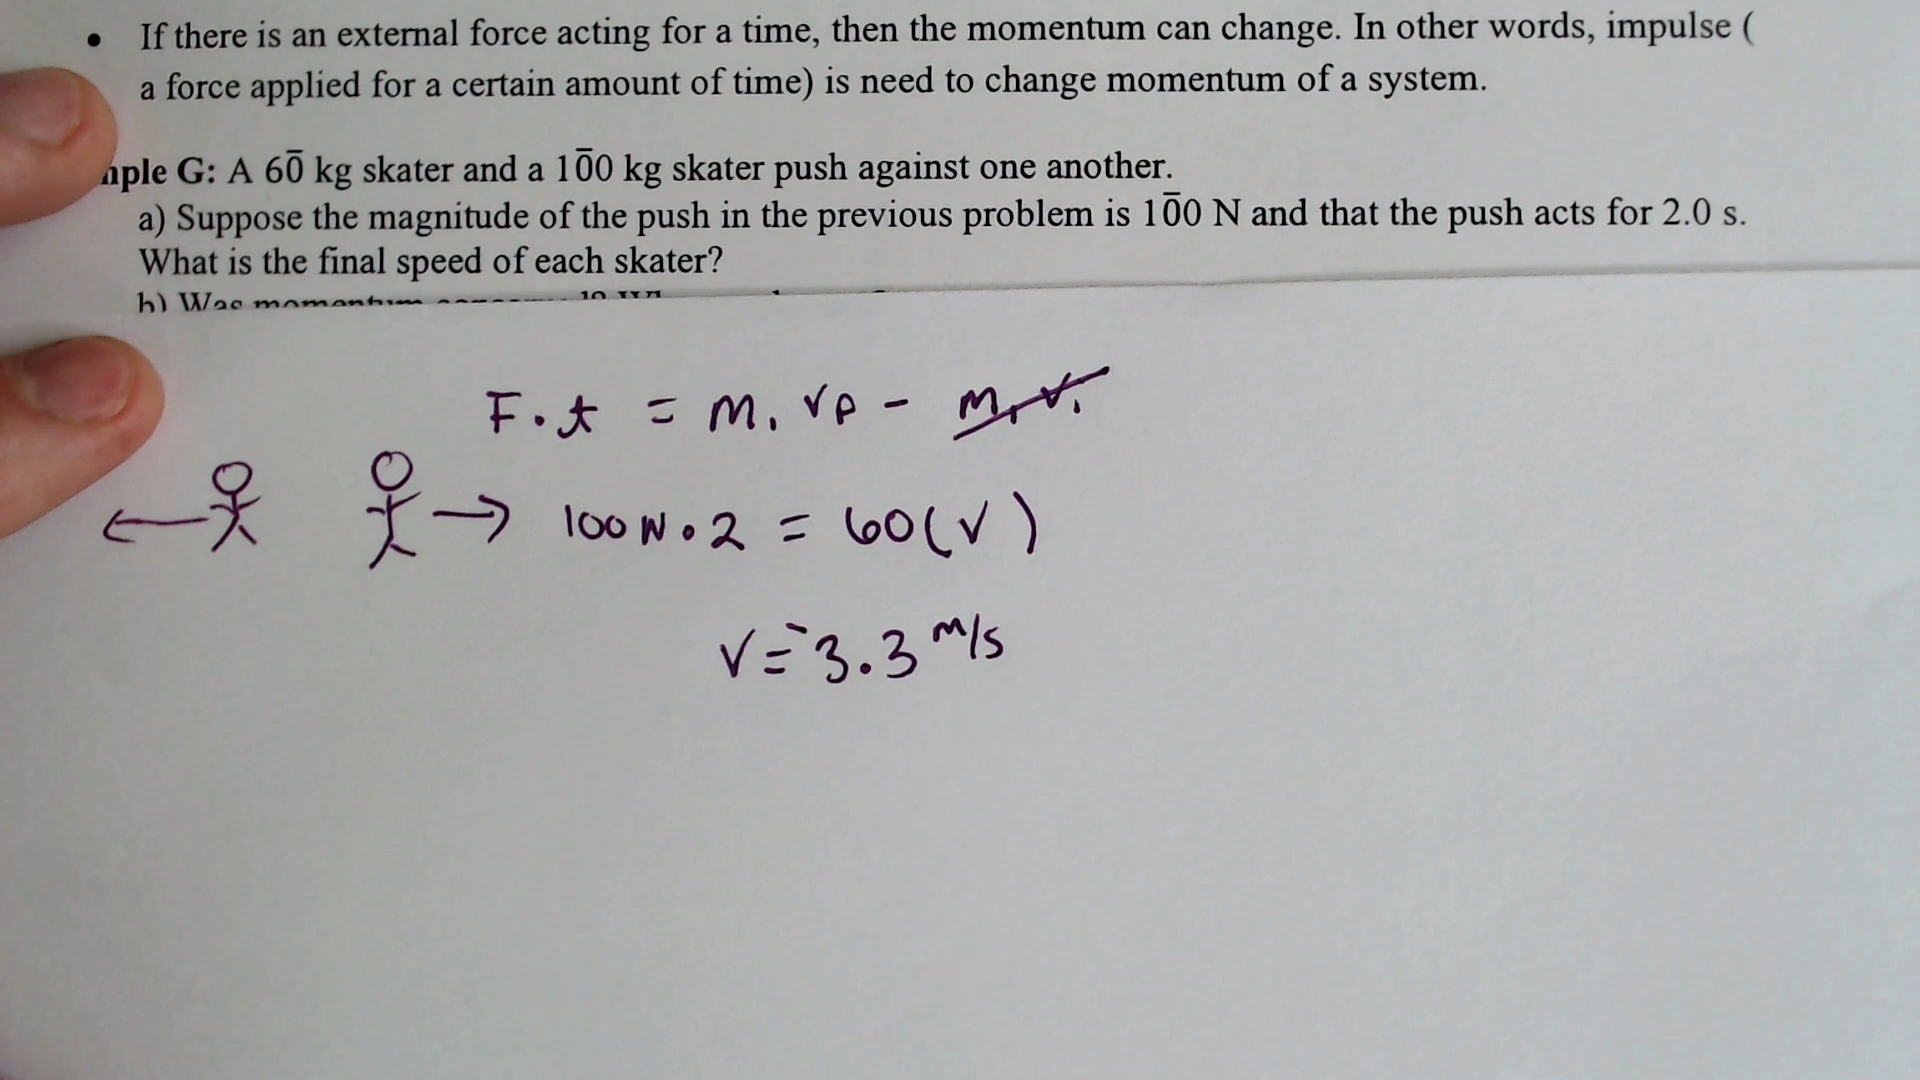 • If there is an external force acting for a time, then the momentum can change. In other words, impulse (
a force applied for a certain amount of time) is need to change momentum of a system.
mple G: A 60̄ kg skater and a 10̄0 kg skater push against one another.
a) Suppose the magnitude of the push in the previous problem is 10̄0 N and that the push acts for 2.0 s.
What is the final speed of each skater?
b) Was momentum
F · t = m₁ vf - m₁ v₁
100 N · 2 = 60(v)
v = -3.3 m/s